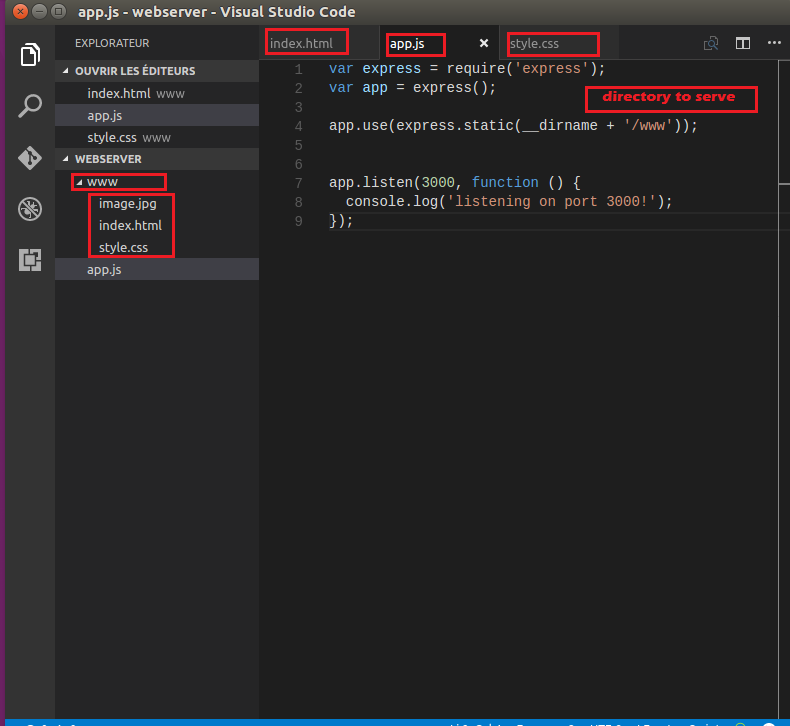 app.js - webserver - Visual Studio Code
EXPLORATEUR
OUVRIR LES ÉDITEURS
index.html www
app.js
style.css www
WEBSERVER
www
image.jpg
index.html
style.css
app.js
index.html
app.js
style.css
1 var express = require('express');
2 var app = express();
directory to serve
3
4 app.use(express.static(__dirname + '/www'));
5
6
7 app.listen(3000, function () {
8 console.log('listening on port 3000!');
9 });